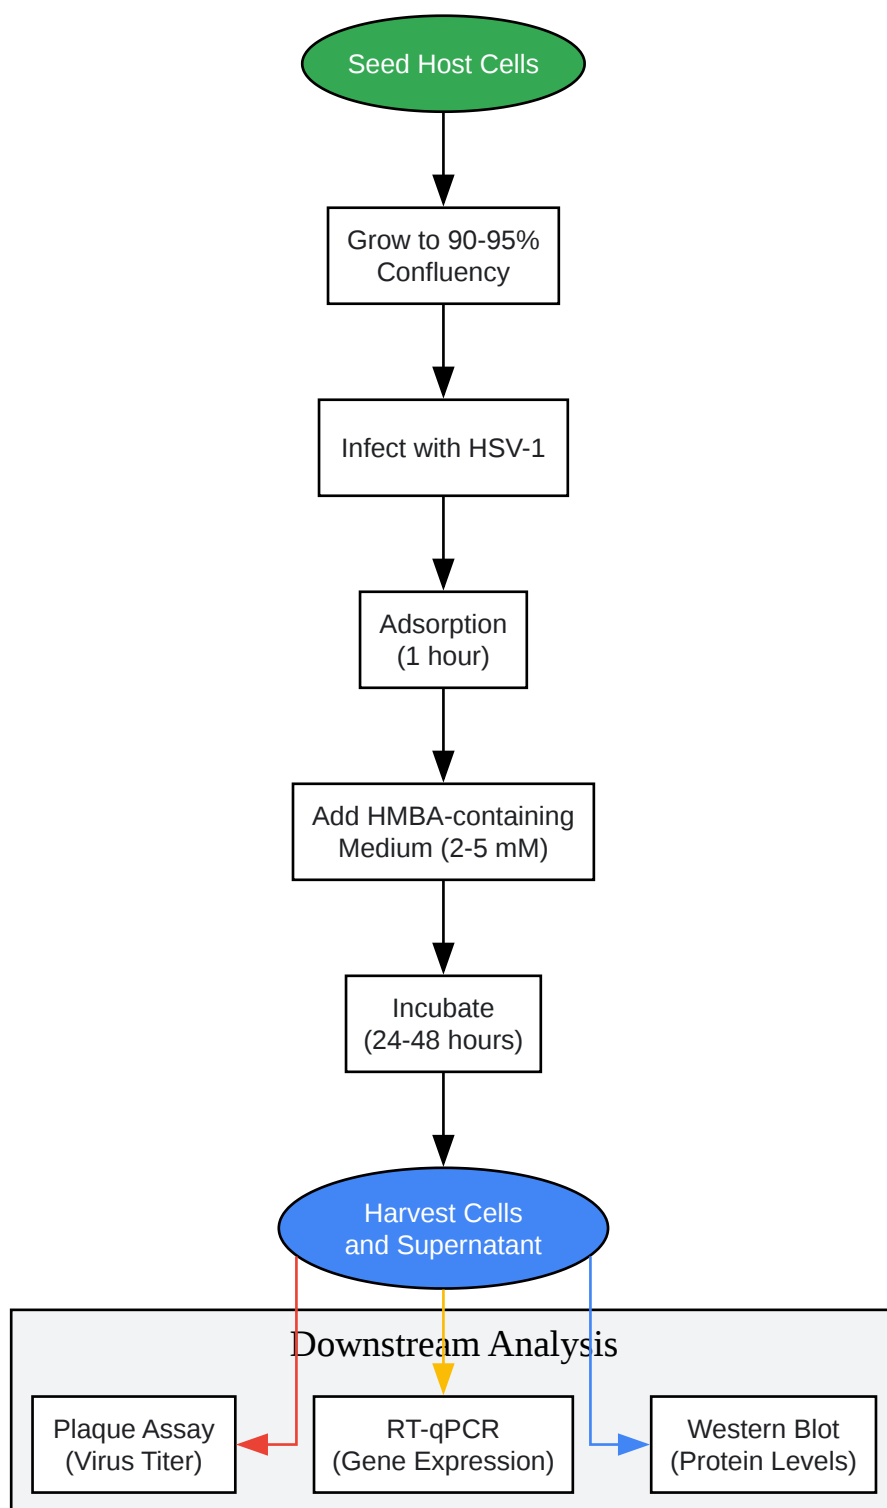 Seed Host Cells
Grow to 90-95%
Confluency
Infect with HSV-1
Adsorption
(1 hour)
Add HMBA-containing
Medium (2-5 mM)
Incubate
(24-48 hours)
Harvest Cells
and Supernatant
Downstream Analysis
Plaque Assay
(Virus Titer)
RT-qPCR
(Gene Expression)
Western Blot
(Protein Levels)